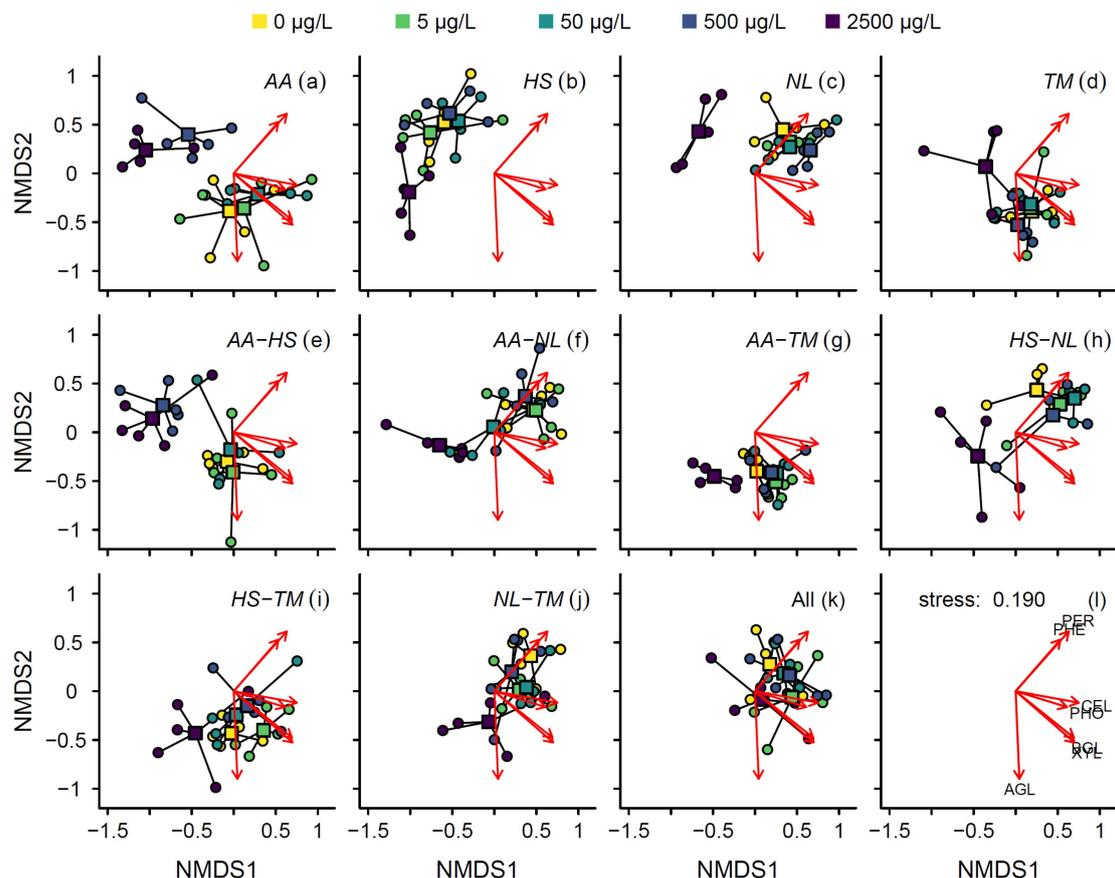 0 µg/L 5 µg/L 50 µg/L 500 µg/L 2500 µg/L
AA (a) HS (b) NL (c) TM (d)
1
0.5
0
−0.5
−1
NMDS2
AA−HS (e) AA−NL (f) AA−TM (g) HS−NL (h)
1
0.5
0
−0.5
−1
NMDS2
HS−TM (i) NL−TM (j) All (k) stress: 0.190 (l)
1
0.5
0
−0.5
−1
NMDS2
PER
PHE
CEL
PHO
BGL
XYL
AGL
−1.5 −0.5 0.5 1 −1.5 −0.5 0.5 1 −1.5 −0.5 0.5 1 −1.5 −0.5 0.5 1
NMDS1 NMDS1 NMDS1 NMDS1